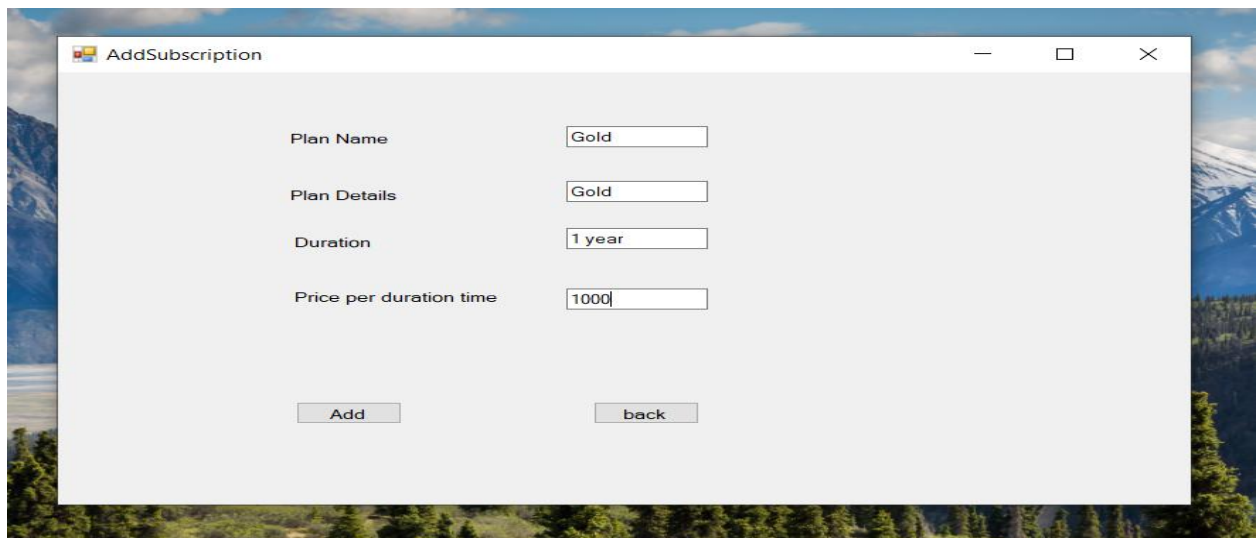 AddSubscription
Plan Name Gold
Plan Details Gold
Duration 1 year
Price per duration time 1000
Add back